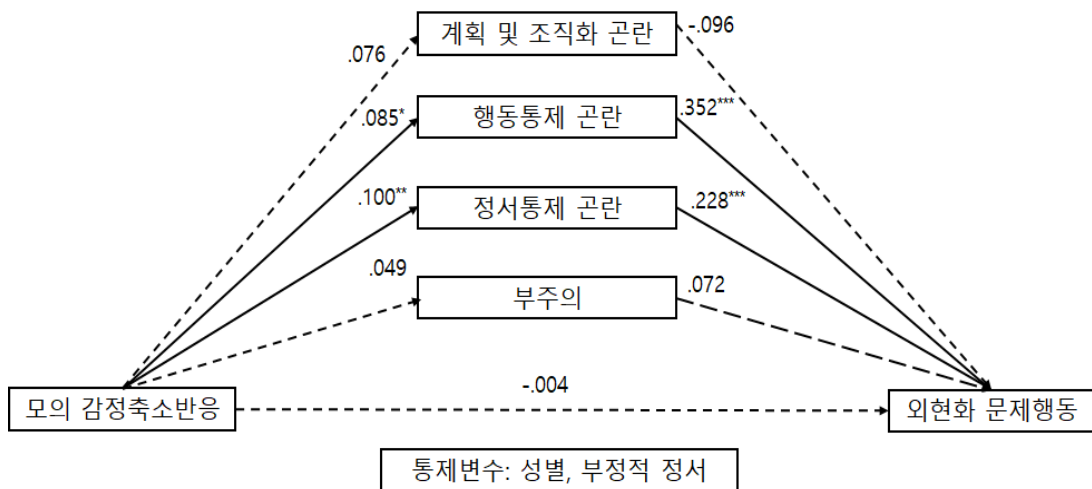 계획 및 조직화 곤란
-.096
.076
.085*
행동통제 곤란
.352***
.100**
정서통제 곤란
.228***
.049
부주의
.072
모의 감정축소반응
-.004
외현화 문제행동
통제변수: 성별, 부정적 정서